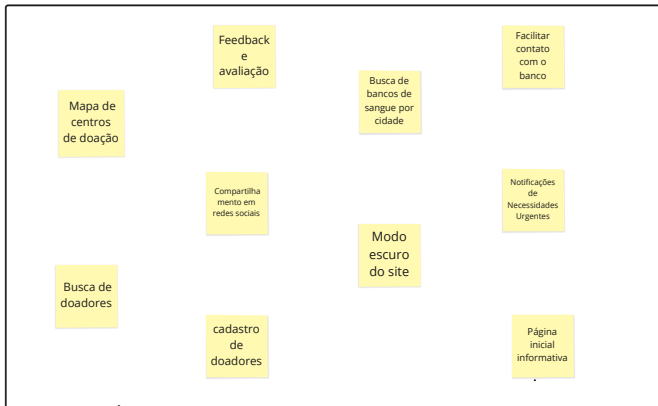 Feedback
e
avaliação
Facilitar
contato
com o
banco
Busca de
bancos de
sangue por
cidade
Mapa de
centros
de doação
Compartilha
mento em
redes sociais
Notificações
de
Necessidades
Urgentes
Modo
escuro
do site
Busca de
doadores
cadastro
de
doadores
Página
inicial
informativa
.